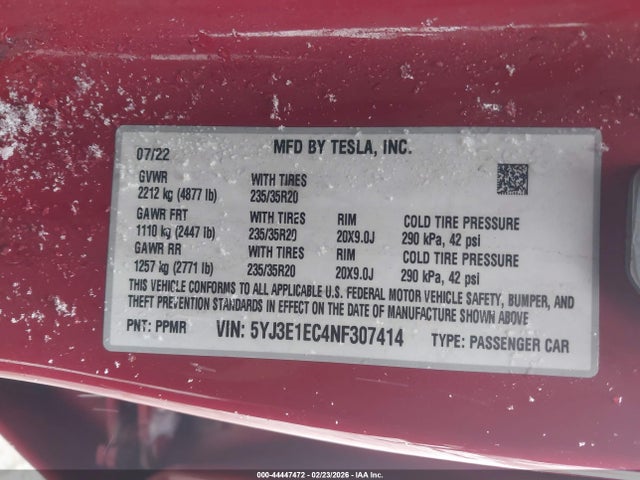 07/22 MFD BY TESLA, INC.
GVWR WITH TIRES
2212 kg (4877 lb) 235/35R20
GAWR FRT WITH TIRES RIM COLD TIRE PRESSURE
1110 kg (2447 lb) 235/35R20 20X9.0J 290 kPa, 42 psi
GAWR RR WITH TIRES RIM COLD TIRE PRESSURE
1257 kg (2771 lb) 235/35R20 20X9.0J 290 kPa, 42 psi
THIS VEHICLE CONFORMS TO ALL APPLICABLE U.S. FEDERAL MOTOR VEHICLE SAFETY, BUMPER, AND
THEFT PREVENTION STANDARDS IN EFFECT ON THE DATE OF MANUFACTURE SHOWN ABOVE.
PNT: PPMR VIN: 5YJ3E1EC4NF307414 TYPE: PASSENGER CAR
000-44447472 - 02/23/2026 - IAA Inc.